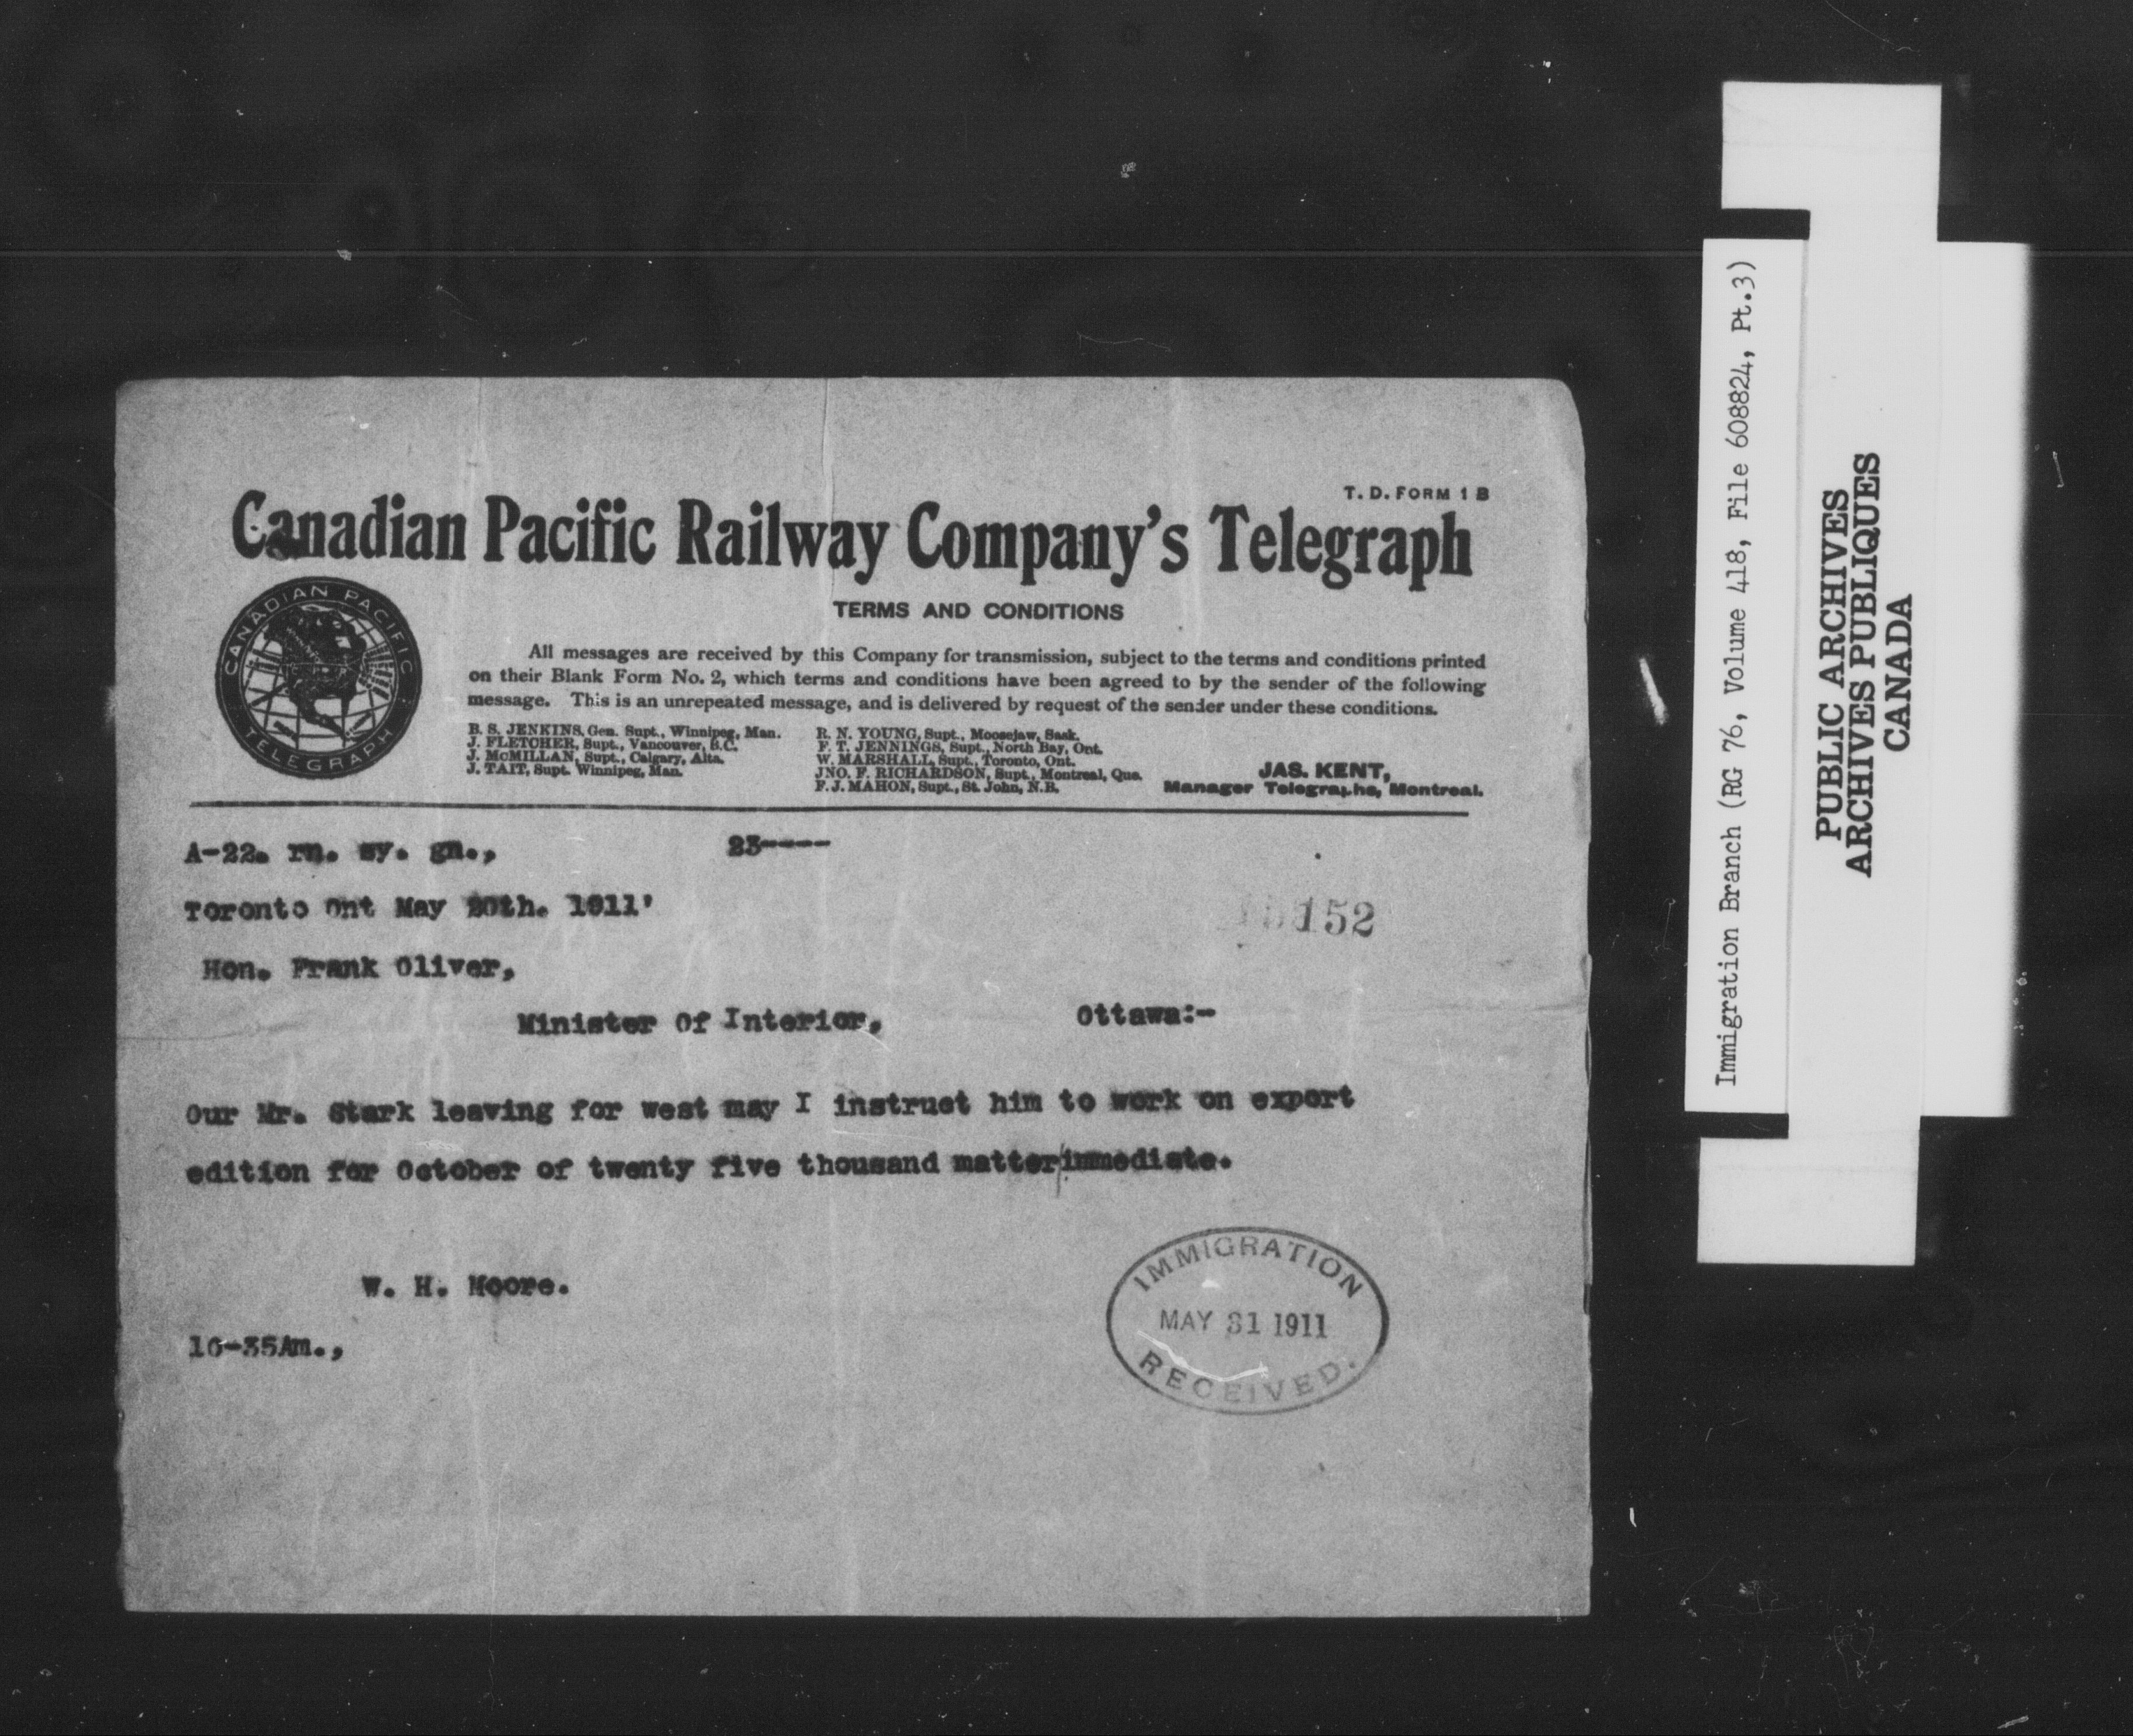 T. D. FORM 1 B
Canadian Pacific Railway Company's Telegraph
CANADIAN PACIFIC
TELEGRAPH
TERMS AND CONDITIONS
All messages are received by this Company for transmission, subject to the terms and conditions printed
on their Blank Form No. 2, which terms and conditions have been agreed to by the sender of the following
message. This is an unrepeated message, and is delivered by request of the sender under these conditions.
B. S. JENKINS, Gen. Supt., Winnipeg, Man.
J. FLETCHER, Supt., Vancouver, B.C.
J. McMILLAN, Supt., Calgary, Alta.
J. TAIT, Supt. Winnipeg, Man.
R. N. YOUNG, Supt., Moosejaw, Sask.
F. T. JENNINGS, Supt., North Bay, Ont.
W. MARSHALL, Supt., Toronto, Ont.
JNO. F. RICHARDSON, Supt., Montreal, Que.
F. J. MAHON, Supt., St. John, N.B.
JAS. KENT,
Manager Telegraphs, Montreal.
A-22. rn. sy. gn., 23----
Toronto Ont May 1911'
152
Hon. Frank Oliver,
Minister Of Interior, Ottawa:-
Our Mr. Stark leaving for west may I instruct him to work on export
edition for October of twenty five thousand matter/immediate.
W. H. Moore.
10-35Am.,
IMMIGRATION
MAY 31 1911
RECEIVED.
Immigration Branch (RG 76, Volume 418, File 608824, Pt.3)
PUBLIC ARCHIVES
ARCHIVES PUBLIQUES
CANADA